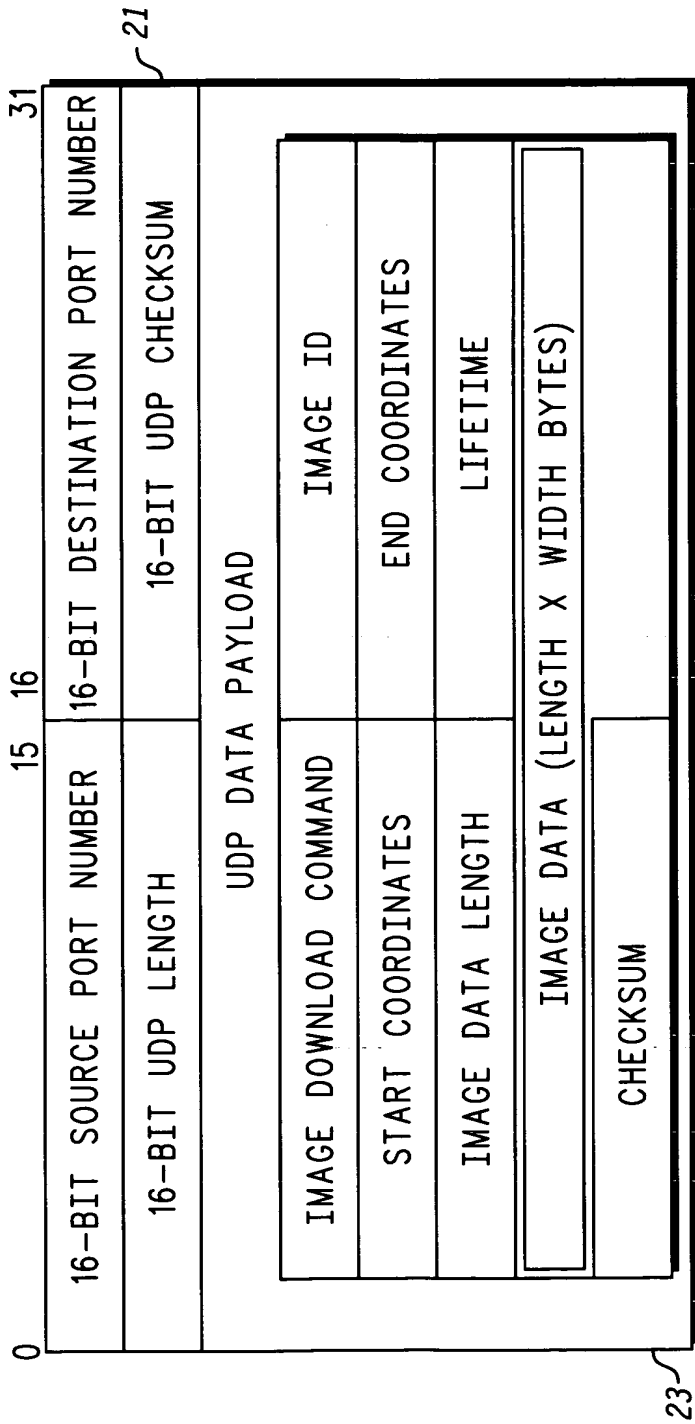 0 15 16 31
21
16-BIT SOURCE PORT NUMBER 16-BIT DESTINATION PORT NUMBER
16-BIT UDP LENGTH 16-BIT UDP CHECKSUM
UDP DATA PAYLOAD
IMAGE DOWNLOAD COMMAND IMAGE ID
START COORDINATES END COORDINATES
IMAGE DATA LENGTH LIFETIME
IMAGE DATA (LENGTH X WIDTH BYTES)
CHECKSUM
23